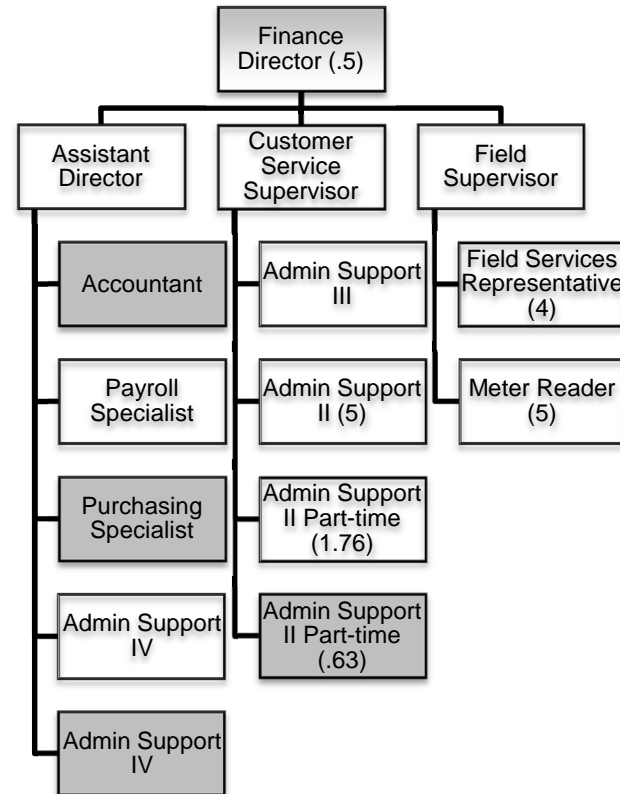 Finance
Director (.5)
Assistant
Director
Customer
Service
Supervisor
Field
Supervisor
Accountant
Payroll
Specialist
Purchasing
Specialist
Admin Support
IV
Admin Support
IV
Admin Support
III
Admin Support
II (5)
Admin Support
II Part-time
(1.76)
Admin Support
II Part-time
(.63)
Field Services
Representative
(4)
Meter Reader
(5)